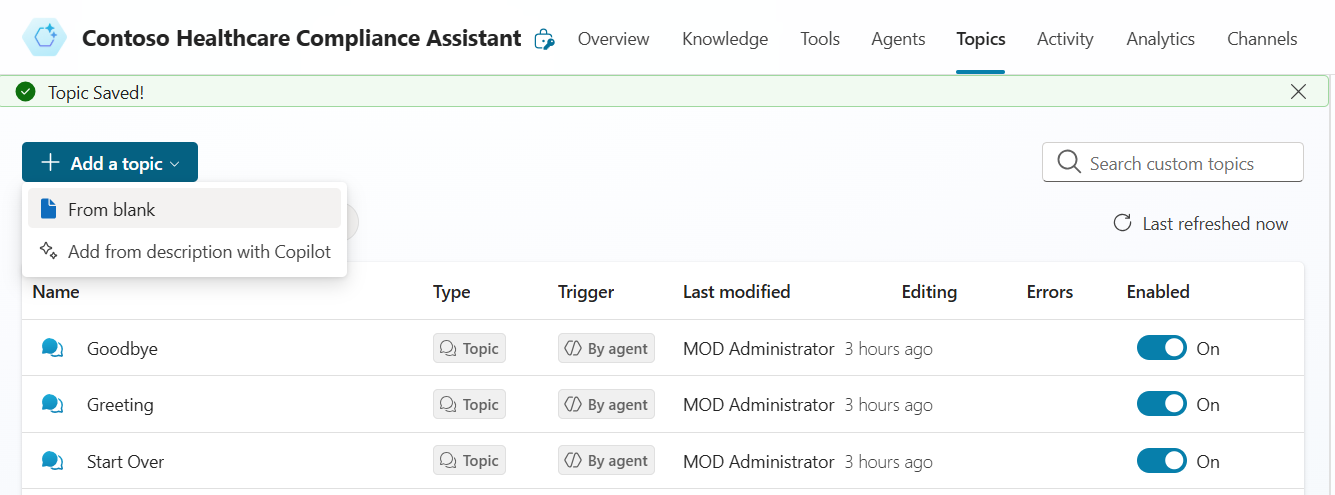 Contoso Healthcare Compliance Assistant Overview Knowledge Tools Agents Topics Activity Analytics Channels
Topic Saved!
Add a topic Search custom topics
From blank
Last refreshed now
Add from description with Copilot
Name Type Trigger Last modified Editing Errors Enabled
Goodbye Topic By agent MOD Administrator 3 hours ago On
Greeting Topic By agent MOD Administrator 3 hours ago On
Start Over Topic By agent MOD Administrator 3 hours ago On